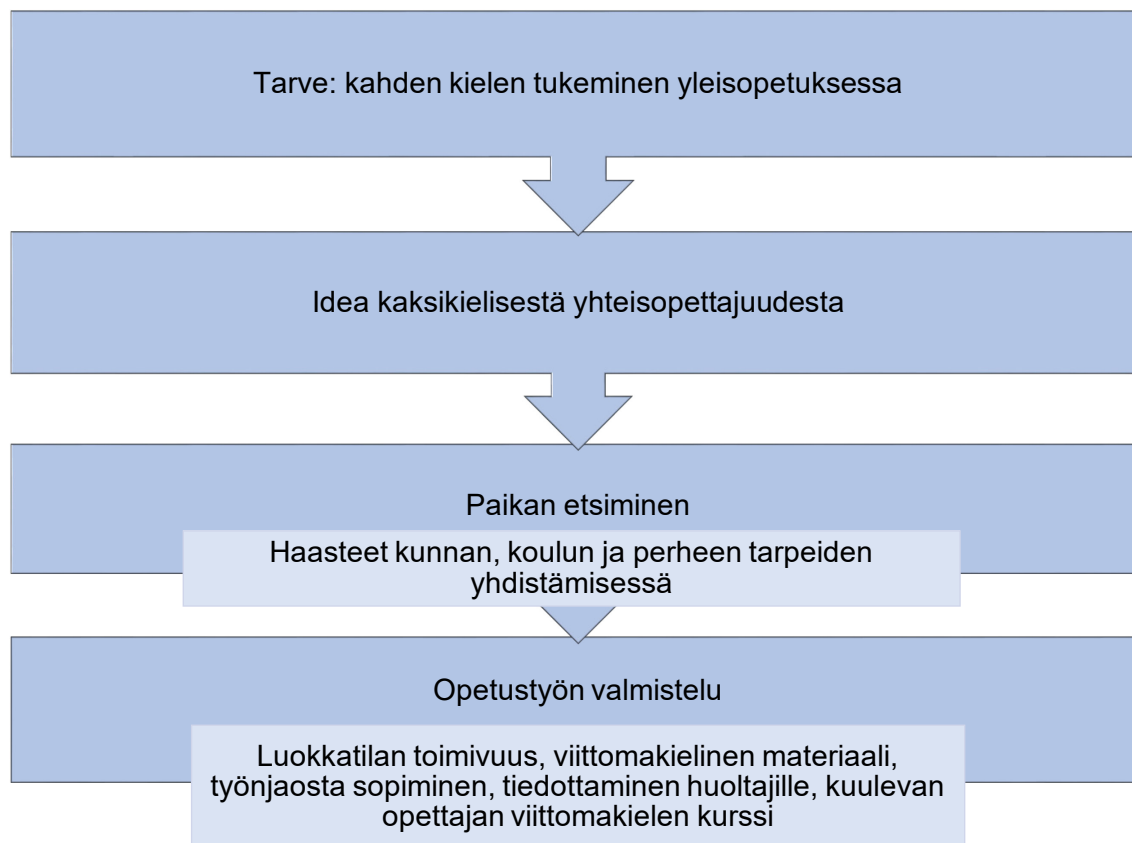 Tarve: kahden kielen tukeminen yleisopetuksessa
Idea kaksikielisestä yhteisopettajuudesta
Paikan etsiminen
Haasteet kunnan, koulun ja perheen tarpeiden
yhdistämisessä
Opetustyön valmistelu
Luokkatilan toimivuus, viittomakielinen materiaali,
työnjaosta sopiminen, tiedottaminen huoltajille, kuulevan
opettajan viittomakielen kurssi